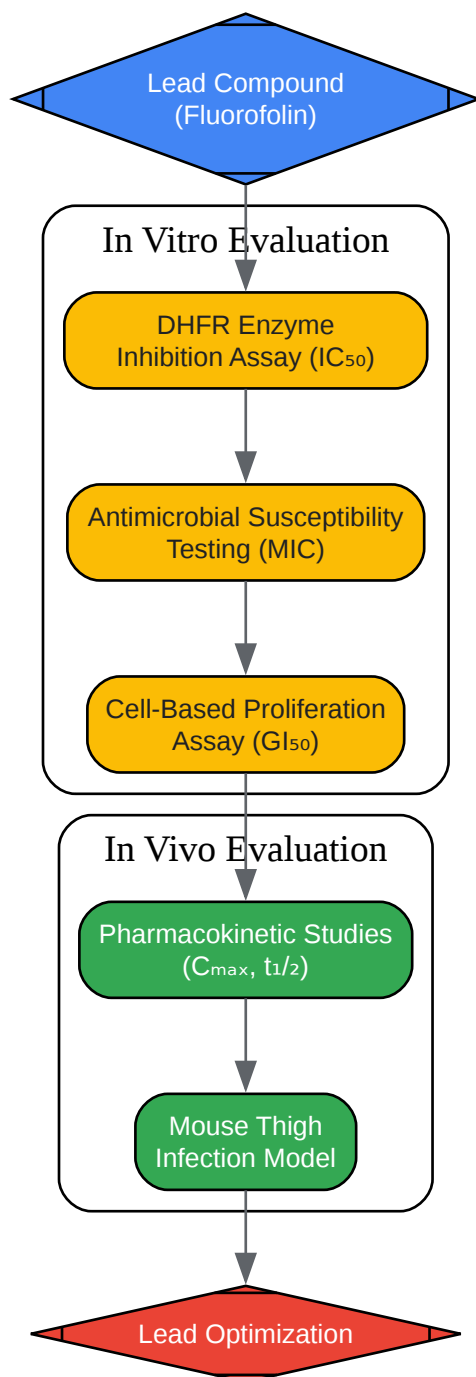 Lead Compound
(Fluorofolin)
In Vitro Evaluation
DHFR Enzyme
Inhibition Assay (IC₅₀)
Antimicrobial Susceptibility
Testing (MIC)
Cell-Based Proliferation
Assay (GI₅₀)
In Vivo Evaluation
Pharmacokinetic Studies
(Cₘₐₓ, t₁/₂)
Mouse Thigh
Infection Model
Lead Optimization